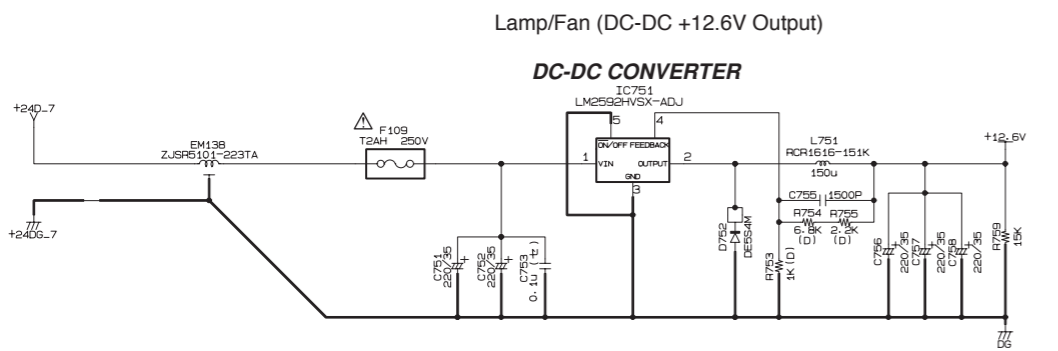 Lamp/Fan (DC-DC +12.6V Output)
DC-DC CONVERTER
IC751
LM2592HVSX-ADJ
+24D_7
EM138
ZJSR5101-223TA
F109
T2AH 250V
5
4
ON/OFF FEEDBACK
1
VIN
OUTPUT
2
GND
3
L751
RCR1616-151K
150u
+12.6V
C755
1500P
R754
6.8K
(D)
R755
2.2K
(D)
+24DG_7
C751
220/35
C752
220/35
C753
0.1u
D752
DE5S4M
R753
1K(D)
C756
220/35
C757
220/35
C758
220/35
R759
15K
DG